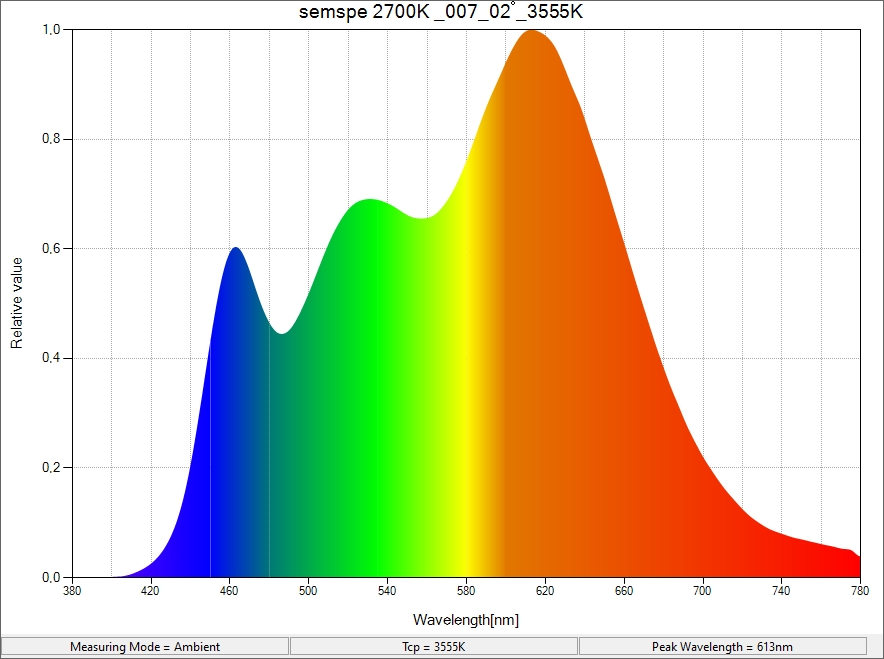 semspe 2700K _007_02°_3555K
1,0
0,8
0,6
0,4
0,2
0,0
Relative value
380 420 460 500 540 580 620 660 700 740 780
Wavelength[nm]
Measuring Mode = Ambient Tcp = 3555K Peak Wavelength = 613nm